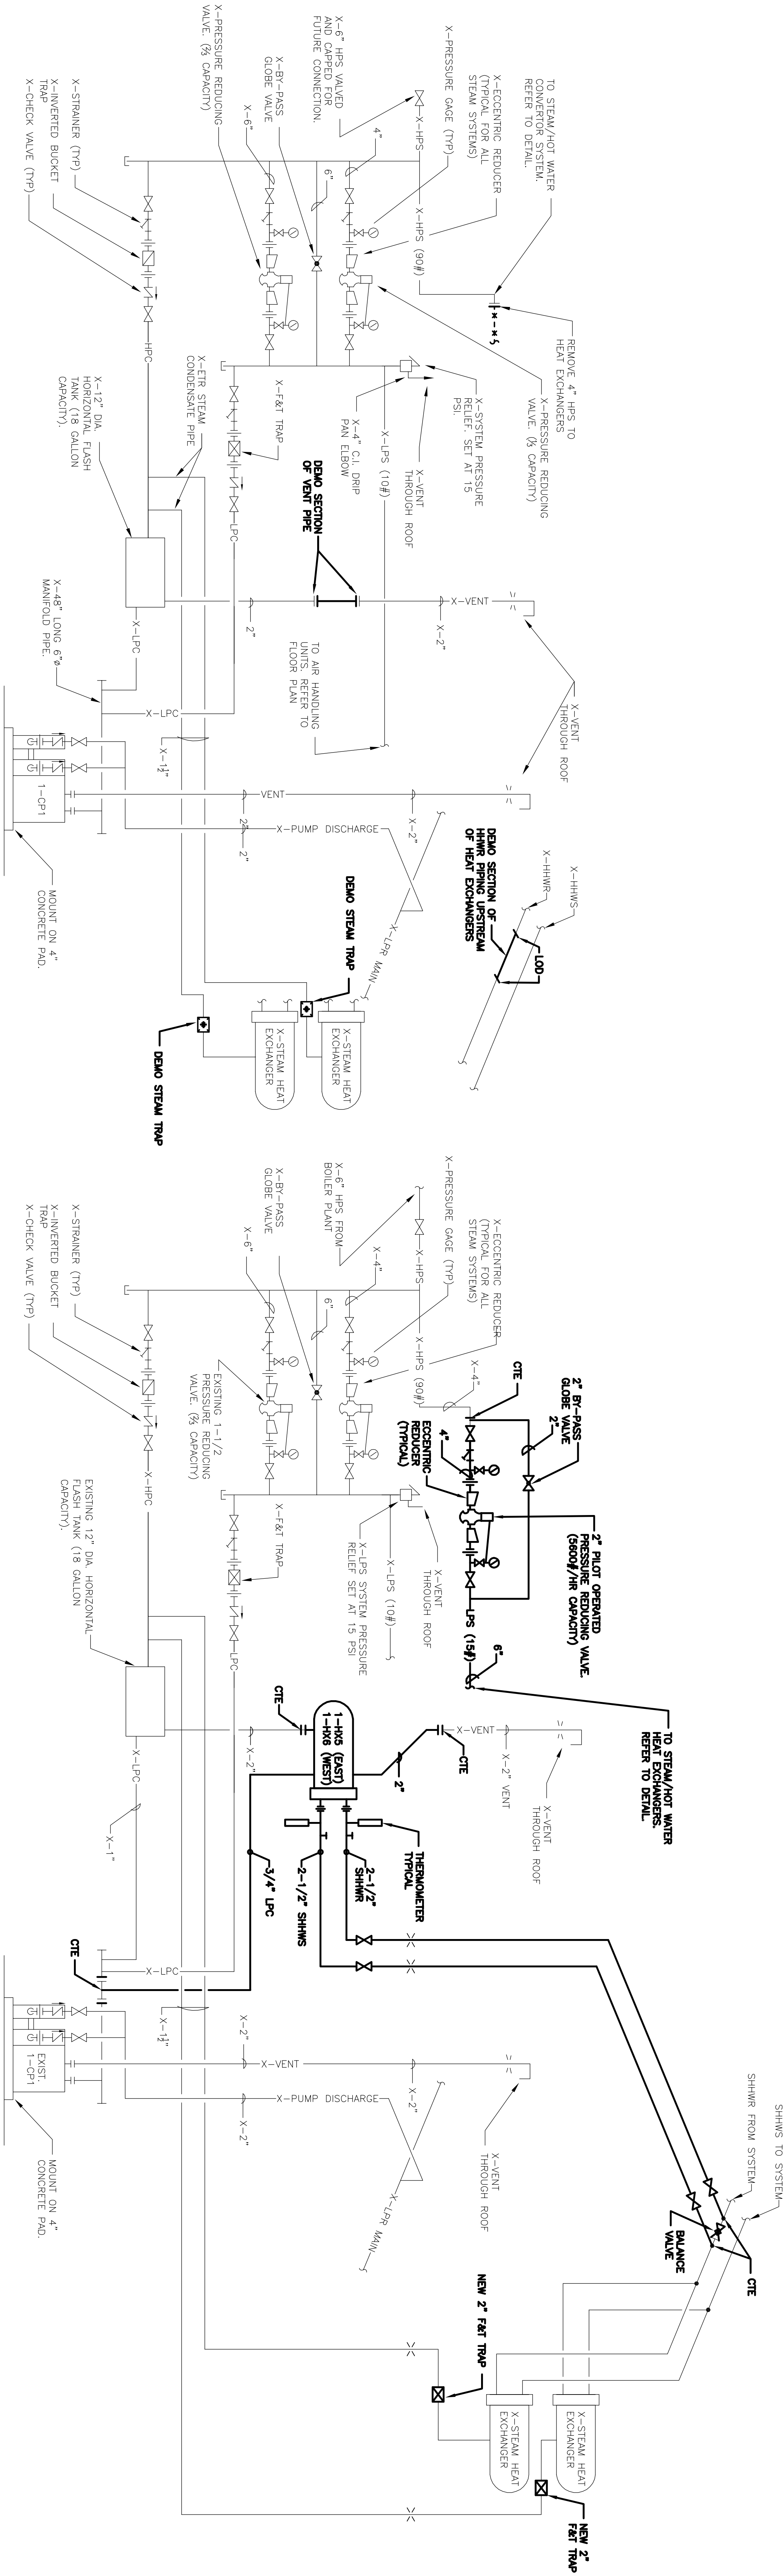 TO STEAM/HOT WATER
CONVERTOR SYSTEM.
REFER TO DETAIL.
X-ECCENTRIC REDUCER
(TYPICAL FOR ALL
STEAM SYSTEMS)
X-PRESSURE GAGE (TYP)
X-6" HPS VALVED
AND CAPPED FOR
FUTURE CONNECTION.
X-BY-PASS
GLOBE VALVE
X-PRESSURE REDUCING
VALVE. (⅔ CAPACITY)
X-6"
4"
6"
X-HPS
X-HPS (90#)
REMOVE 4" HPS TO
HEAT EXCHANGERS
X-PRESSURE REDUCING
VALVE. (⅓ CAPACITY)
X-SYSTEM PRESSURE
RELIEF. SET AT 15
PSI.
X-VENT
THROUGH ROOF
X-4" C.I. DRIP
PAN ELBOW
X-LPS (10#)
X-STRAINER (TYP)
X-INVERTED BUCKET
TRAP
X-CHECK VALVE (TYP)
HPC
X-F&T TRAP
LPC
X-ETR STEAM
CONDENSATE PIPE
X-12" DIA.
HORIZONTAL FLASH
TANK (18 GALLON
CAPACITY).
DEMO SECTION
OF VENT PIPE
2"
X-VENT
X-2"
X-VENT
THROUGH ROOF
TO AIR HANDLING
UNITS. REFER TO
FLOOR PLAN
X-LPC
X-48" LONG 6"ø
MANIFOLD PIPE.
X-LPC
X-1½"
1-CP1
VENT
2"
X-2"
X-PUMP DISCHARGE
2"
MOUNT ON 4"
CONCRETE PAD.
X-LPR MAIN
X-HHWS
X-HHWR
LOD
DEMO SECTION OF
HHWR PIPING UPSTREAM
OF HEAT EXCHANGERS
DEMO STEAM TRAP
X-STEAM HEAT
EXCHANGER
X-STEAM HEAT
EXCHANGER
DEMO STEAM TRAP
2" BY-PASS
GLOBE VALVE
2"
2" PILOT OPERATED
PRESSURE REDUCING VALVE.
(5600#/HR CAPACITY)
CTE
X-4"
4"
ECCENTRIC
REDUCER
(TYPICAL)
LPS (15#)
6"
TO STEAM/HOT WATER
HEAT EXCHANGERS.
REFER TO DETAIL
X-ECCENTRIC REDUCER
(TYPICAL FOR ALL
STEAM SYSTEMS)
X-PRESSURE GAGE (TYP)
X-6" HPS FROM
BOILER PLANT
X-BY-PASS
GLOBE VALVE
X-6"
X-4"
6"
X-HPS
X-HPS (90#)
EXISTING 1-1/2
PRESSURE REDUCING
VALVE. (⅔ CAPACITY)
X-VENT
THROUGH ROOF
X-LPS (10#)
X-LPS SYSTEM PRESSURE
RELIEF SET AT 15 PSI
X-F&T TRAP
LPC
X-STRAINER (TYP)
X-INVERTED BUCKET
TRAP
X-CHECK VALVE (TYP)
X-HPC
EXISTING 12" DIA. HORIZONTAL
FLASH TANK (18 GALLON
CAPACITY).
CTE
X-2"
1-HX5 (EAST)
1-HX6 (WEST)
2"
CTE
X-VENT
X-2" VENT
X-VENT
THROUGH ROOF
THERMOMETER
TYPICAL
2-1/2"
SHHWR
2-1/2" SHHWS
3/4" LPC
X-LPC
X-1"
CTE
X-LPC
X-1½"
EXIST.
1-CP1
X-2"
X-VENT
X-2"
X-VENT
THROUGH ROOF
X-PUMP DISCHARGE
X-2"
MOUNT ON 4"
CONCRETE PAD.
X-LPR MAIN
SHHWS TO SYSTEM
SHHWR FROM SYSTEM
BALANCE
VALVE
CTE
NEW 2" F&T TRAP
X-STEAM HEAT
EXCHANGER
X-STEAM HEAT
EXCHANGER
NEW 2"
F&T TRAP